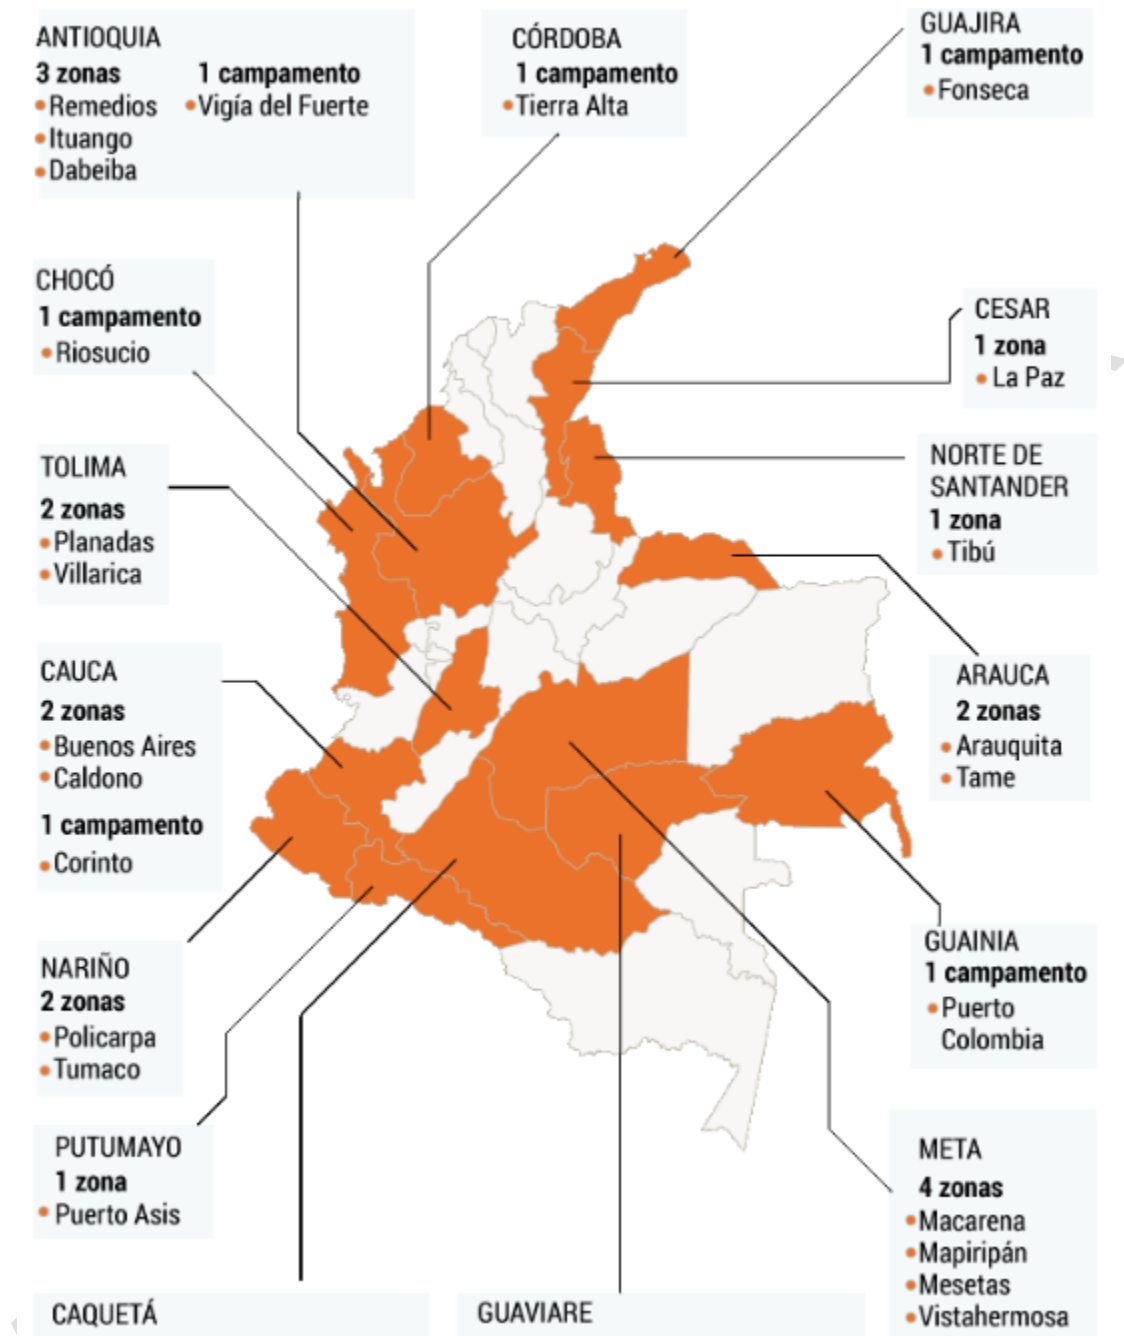 ANTIOQUIA
3 zonas
• Remedios
• Ituango
• Dabeiba
1 campamento
• Vigía del Fuerte
CÓRDOBA
1 campamento
• Tierra Alta
GUAJIRA
1 campamento
• Fonseca
CHOCÓ
1 campamento
• Riosucio
CESAR
1 zona
• La Paz
TOLIMA
2 zonas
• Planadas
• Villarica
NORTE DE
SANTANDER
1 zona
• Tibú
CAUCA
2 zonas
• Buenos Aires
• Caldono
1 campamento
• Corinto
ARAUCA
2 zonas
• Arauquita
• Tame
NARIÑO
2 zonas
• Policarpa
• Tumaco
GUAINIA
1 campamento
• Puerto
Colombia
PUTUMAYO
1 zona
• Puerto Asis
META
4 zonas
• Macarena
• Mapiripán
• Mesetas
• Vistahermosa
CAQUETÁ
GUAVIARE